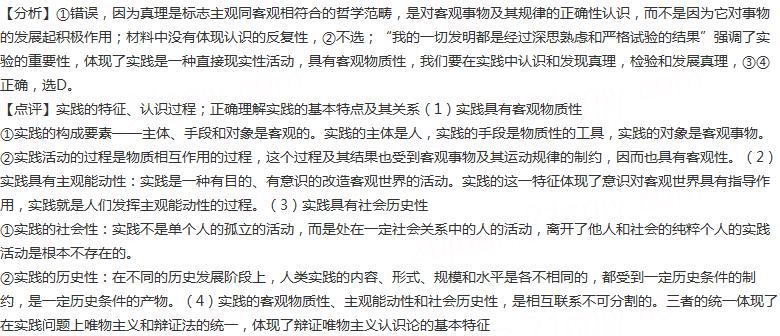 【分析】①错误，因为真理是标志主观同客观相符合的哲学范畴，是对客观事物及其规律的正确性认识，而不是因为它对事物
的发展起积极作用；材料中没有体现认识的反复性，②不选；“我的一切发明都是经过深思熟虑和严格试验的结果”强调了实
验的重要性，体现了实践是一种直接现实性活动，具有客观物质性，我们要在实践中认识和发现真理，检验和发展真理，③④
正确，选D。
【点评】实践的特征、认识过程；正确理解实践的基本特点及其关系（1）实践具有客观物质性
①实践的构成要素——主体、手段和对象是客观的。实践的主体是人，实践的手段是物质性的工具，实践的对象是客观事物。
②实践活动的过程是物质相互作用的过程，这个过程及其结果也受到客观事物及其运动规律的制约，因而也具有客观性。（2）
实践具有主观能动性：实践是一种有目的、有意识的改造客观世界的活动。实践的这一特征体现了意识对客观世界具有指导作
用，实践就是人们发挥主观能动性的过程。（3）实践具有社会历史性
①实践的社会性：实践不是单个人的孤立的活动，而是处在一定社会关系中的人的活动，离开了他人和社会的纯粹个人的实践
活动是根本不存在的。
②实践的历史性：在不同的历史发展阶段上，人类实践的内容、形式、规模和水平是各不相同的，都受到一定历史条件的制
约，是一定历史条件的产物。（4）实践的客观物质性、主观能动性和社会历史性，是相互联系不可分割的。三者的统一体现了
在实践问题上唯物主义和辩证法的统一，体现了辩证唯物主义认识论的基本特征